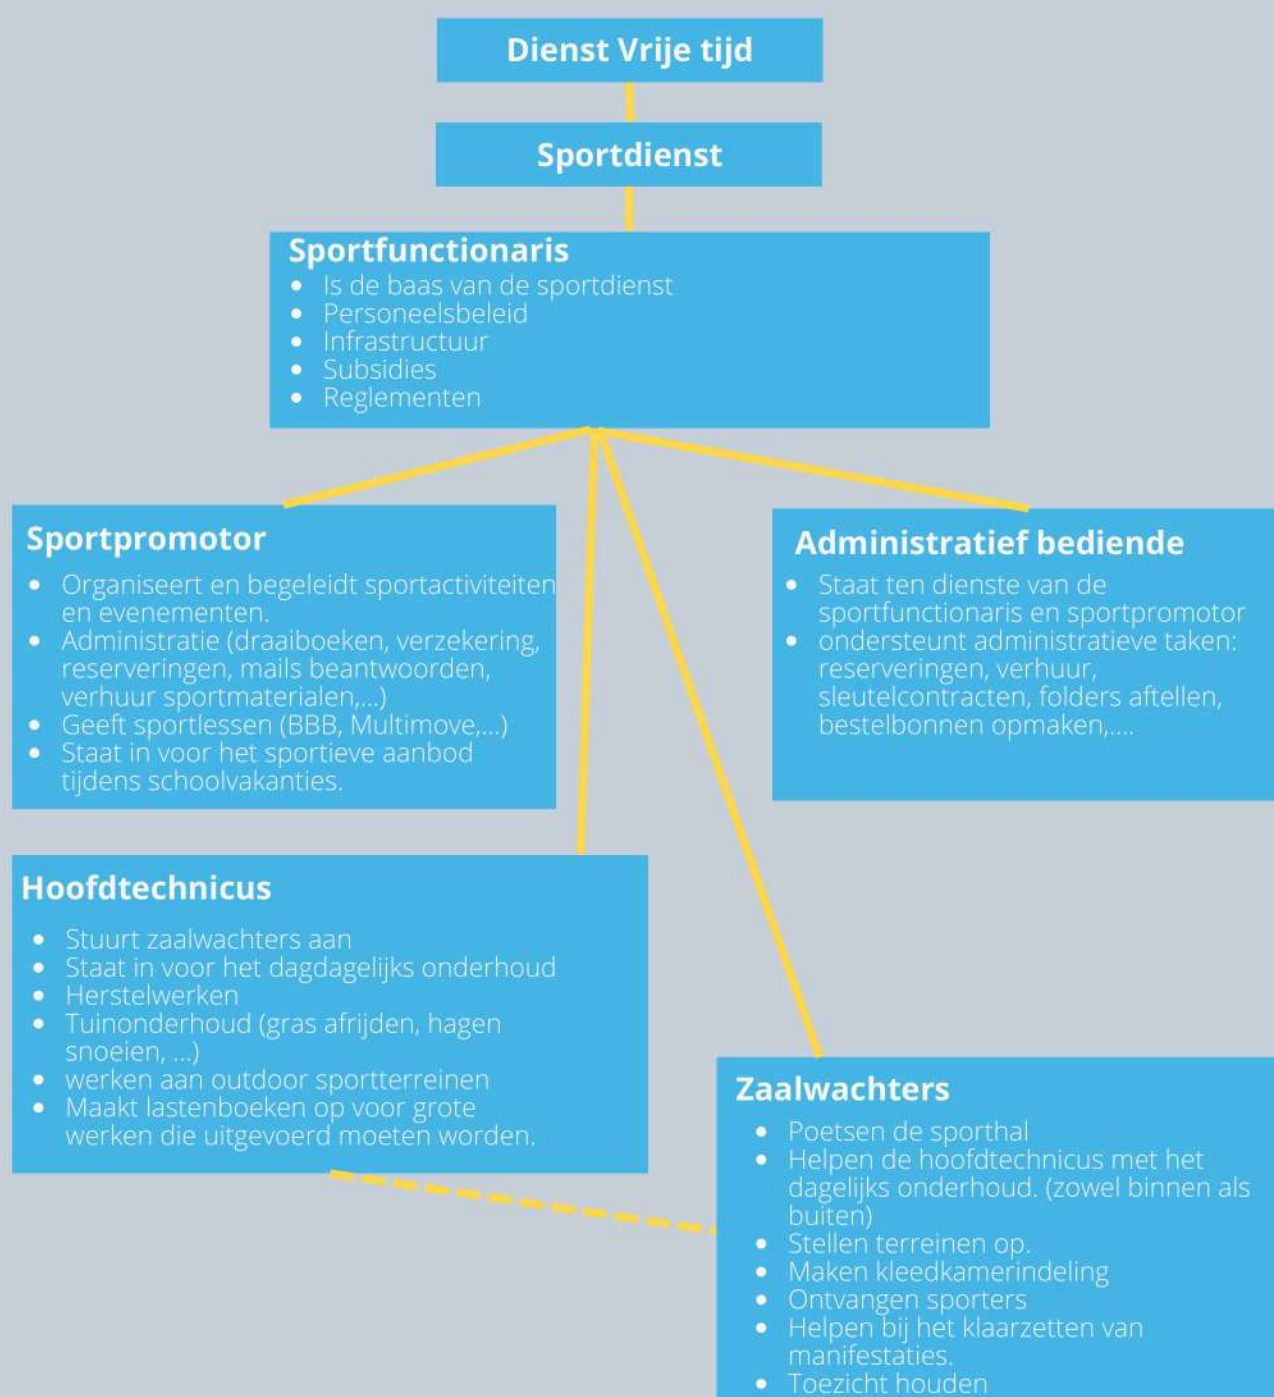 Dienst Vrije tijd
Sportdienst
Sportfunctionaris
• Is de baas van de sportdienst
• Personeelsbeleid
• Infrastructuur
• Subsidies
• Reglementen
Sportpromotor
• Organiseert en begeleidt sportactiviteiten
en evenementen.
• Administratie (draaiboeken, verzekering,
reserveringen, mails beantwoorden,
verhuur sportmaterialen,...)
• Geeft sportlessen (BBB, Multimove,...)
• Staat in voor het sportieve aanbod
tijdens schoolvakanties.
Administratief bediende
• Staat ten dienste van de
sportfunctionaris en sportpromotor
• ondersteunt administratieve taken:
reserveringen, verhuur,
sleutelcontracten, folders aftellen,
bestelbonnen opmaken,....
Hoofdtechnicus
• Stuurt zaalwachters aan
• Staat in voor het dagdagelijks onderhoud
• Herstelwerken
• Tuinonderhoud (gras afrijden, hagen
snoeien, ...)
• werken aan outdoor sportterreinen
• Maakt lastenboeken op voor grote
werken die uitgevoerd moeten worden.
Zaalwachters
• Poetsen de sporthal
• Helpen de hoofdtechnicus met het
dagelijks onderhoud. (zowel binnen als
buiten)
• Stellen terreinen op.
• Maken kleedkamerindeling
• Ontvangen sporters
• Helpen bij het klaarzetten van
manifestaties.
• Toezicht houden